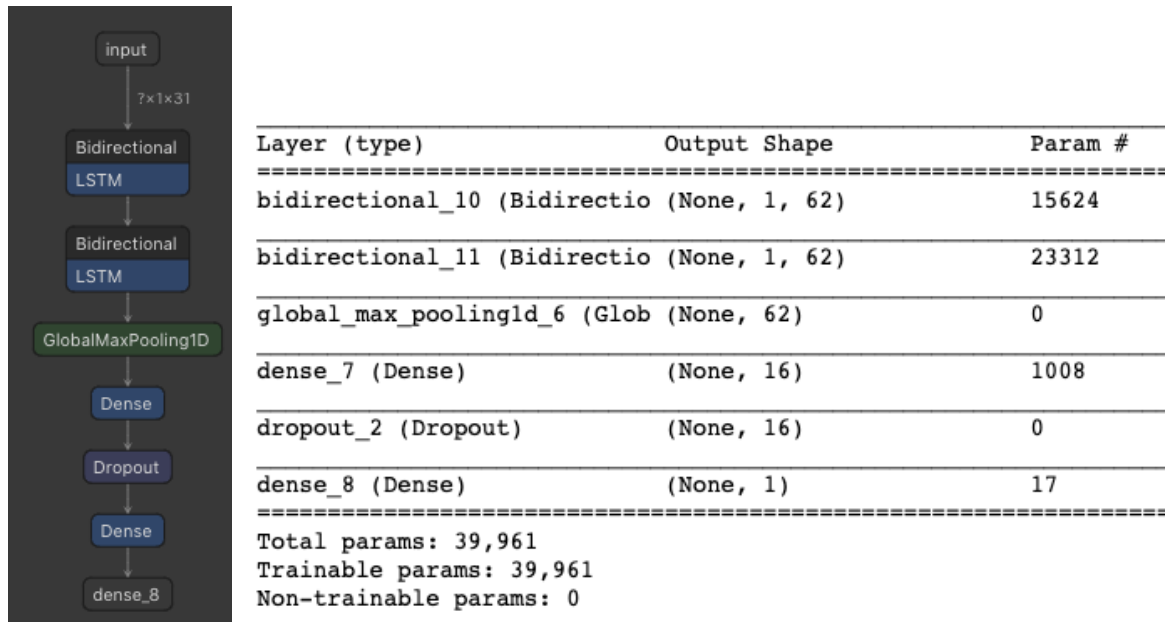 input
?×1×31
Bidirectional
LSTM
Bidirectional
LSTM
GlobalMaxPooling1D
Dense
Dropout
Dense
dense_8
Layer (type) Output Shape Param #
bidirectional_10 (Bidirectio (None, 1, 62) 15624
bidirectional_11 (Bidirectio (None, 1, 62) 23312
global_max_pooling1d_6 (Glob (None, 62) 0
dense_7 (Dense) (None, 16) 1008
dropout_2 (Dropout) (None, 16) 0
dense_8 (Dense) (None, 1) 17
Total params: 39,961
Trainable params: 39,961
Non-trainable params: 0